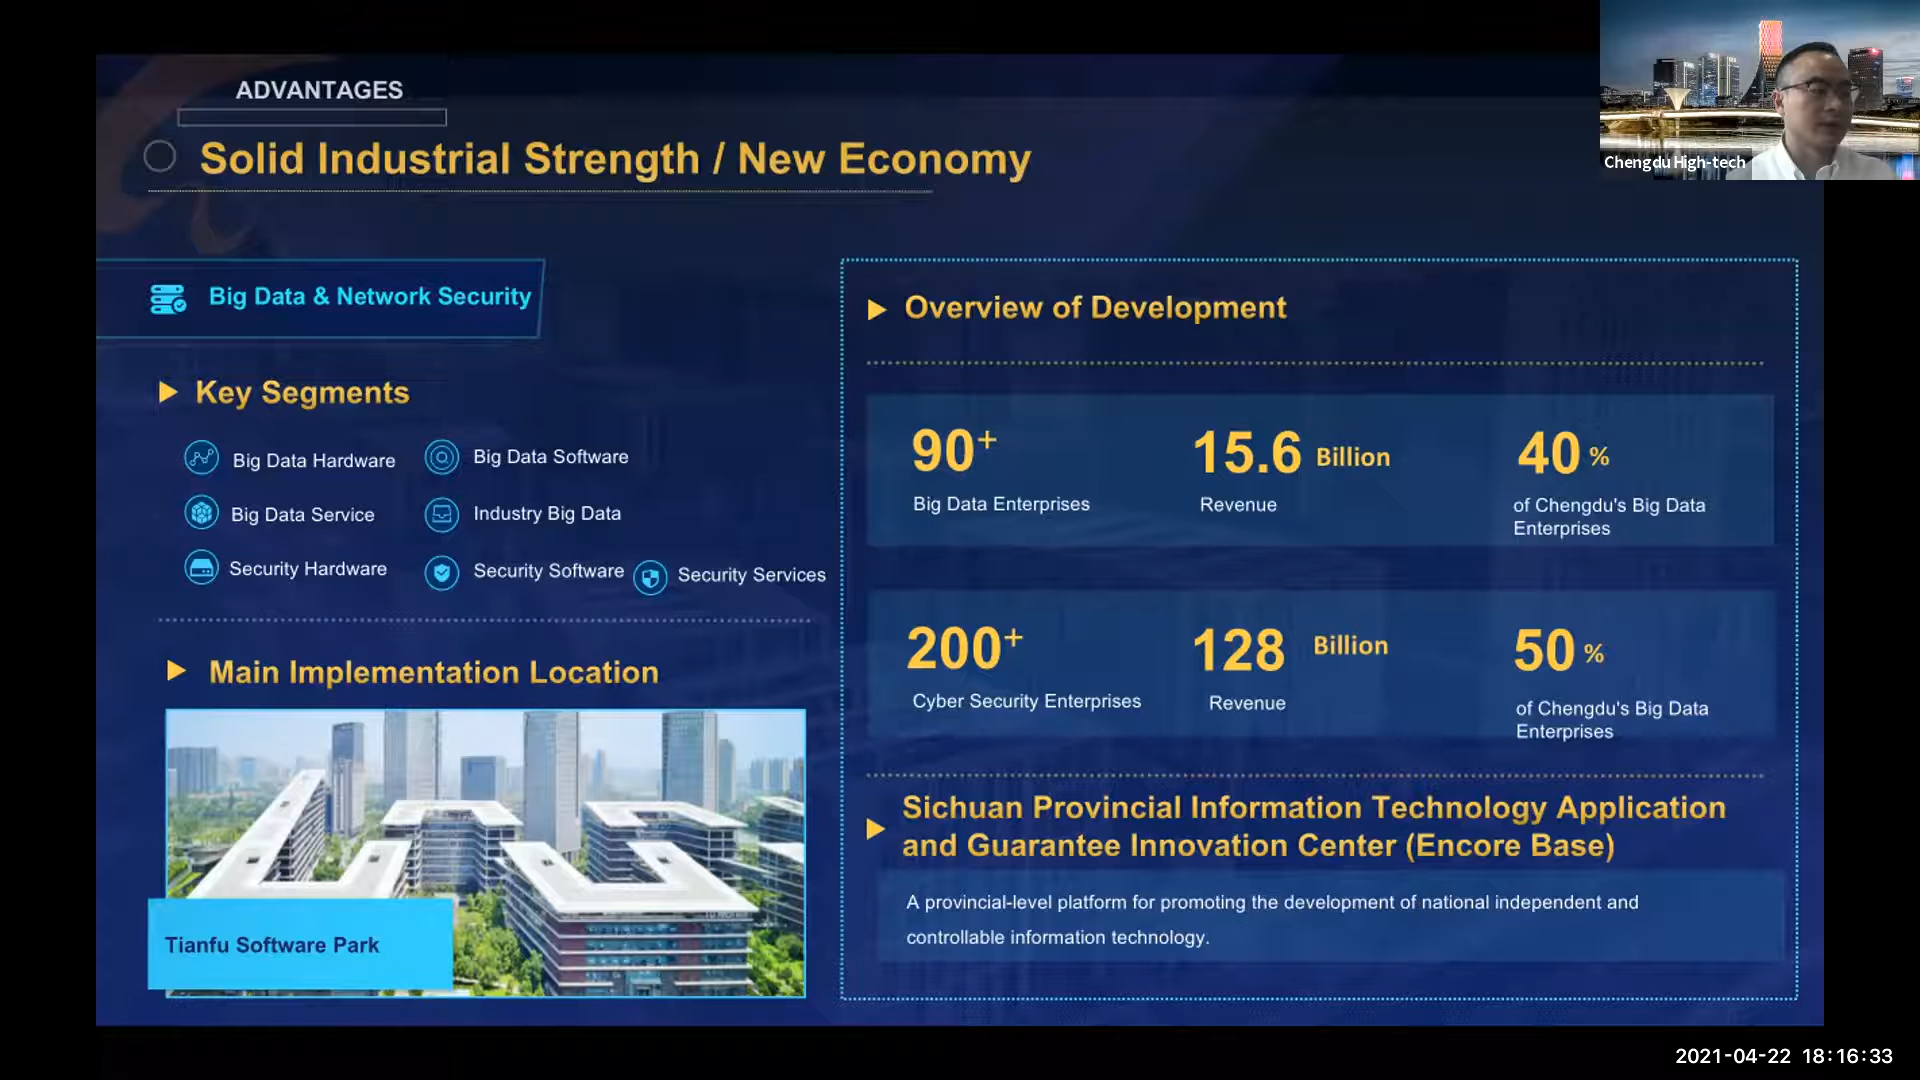 ADVANTAGES
Solid Industrial Strength / New Economy
Chengdu High-tech
Big Data & Network Security
Key Segments
Big Data Hardware
Big Data Software
Big Data Service
Industry Big Data
Security Hardware
Security Software
Security Services
Main Implementation Location
Tianfu Software Park
Overview of Development
90+
Big Data Enterprises
15.6 Billion
Revenue
40 %
of Chengdu's Big Data
Enterprises
200+
Cyber Security Enterprises
128 Billion
Revenue
50 %
of Chengdu's Big Data
Enterprises
Sichuan Provincial Information Technology Application
and Guarantee Innovation Center (Encore Base)
A provincial-level platform for promoting the development of national independent and
controllable information technology.
2021-04-22 18:16:33